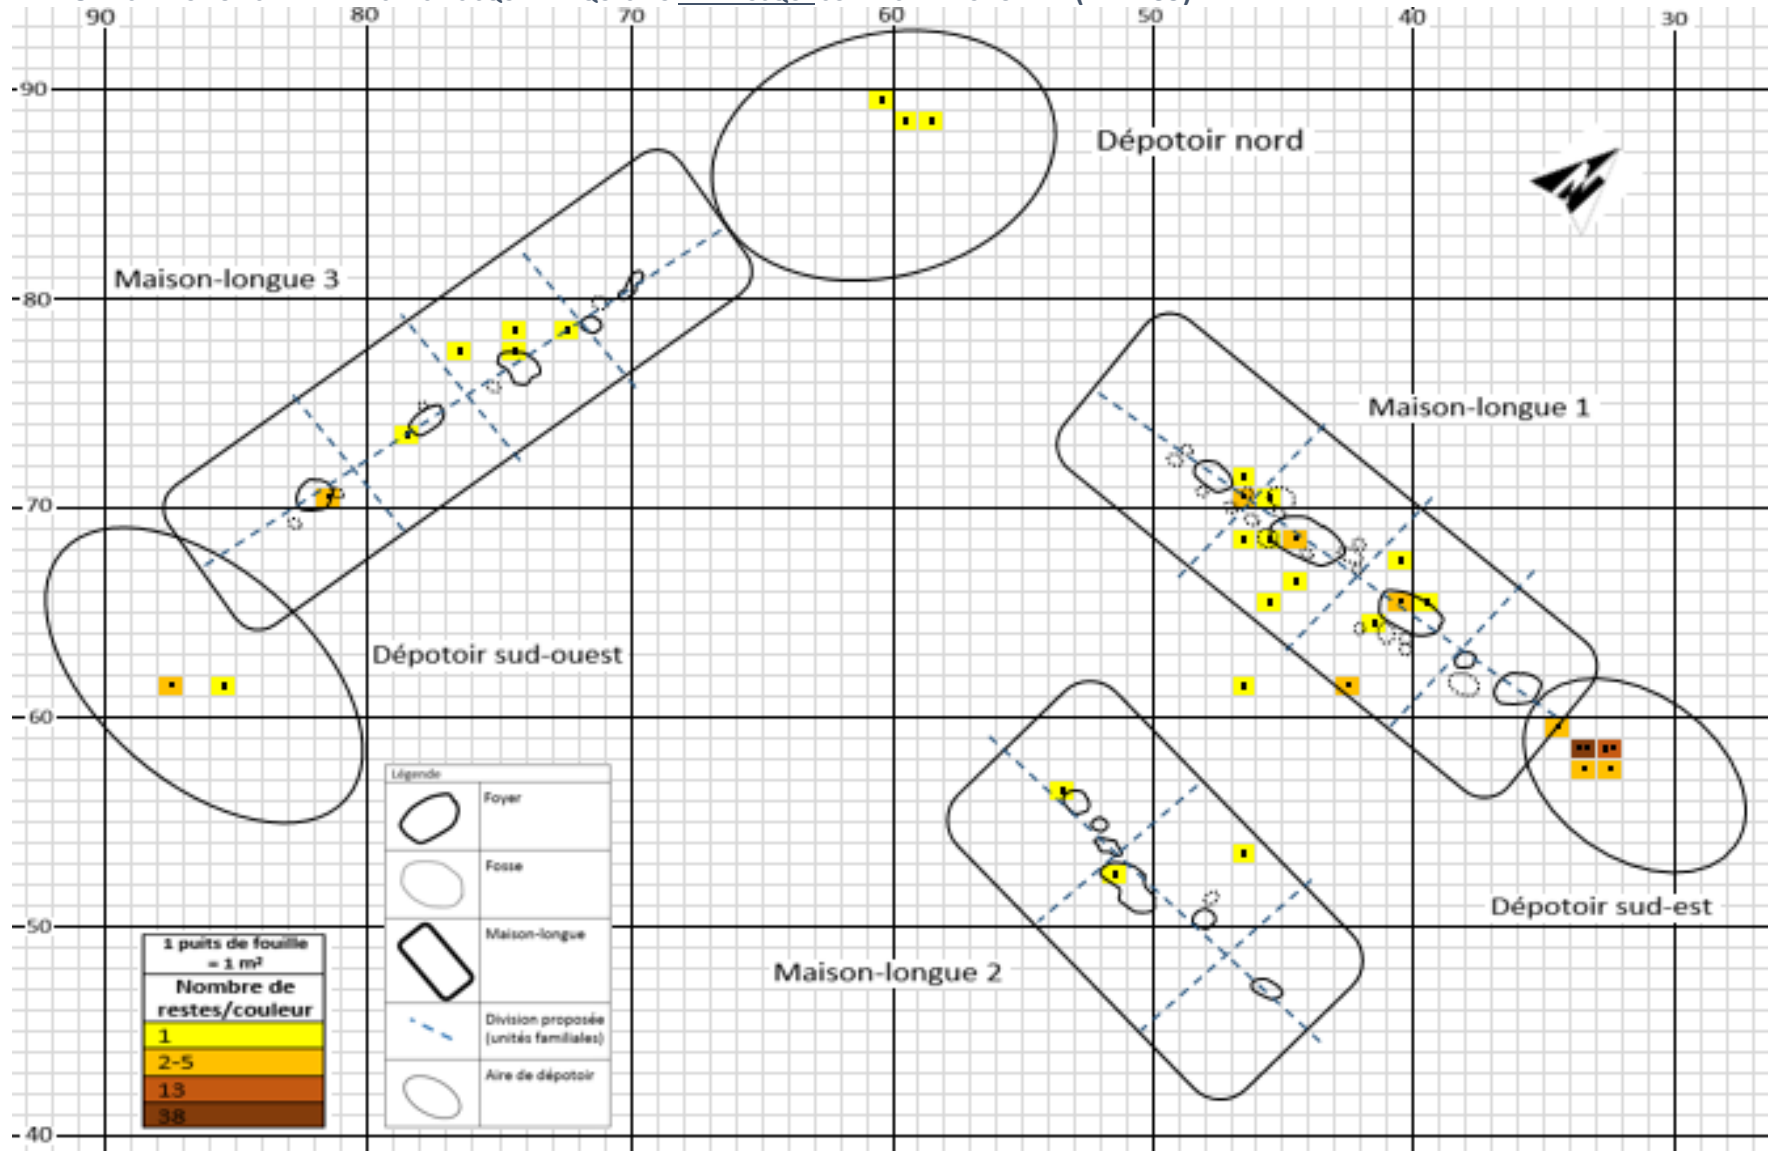 90 80 70 60 50 40 30
90
Dépotoir nord
N
Maison-longue 3
80
Maison-longue 1
70
Dépotoir sud-ouest
60
Légende
Foyer
Fosse
Maison-longue
Division proposée
(unités familiales)
Aire de dépotoir
Dépotoir sud-est
50
Maison-longue 2
1 puits de fouille
= 1 m²
Nombre de
restes/couleur
1
2-5
13
38
40